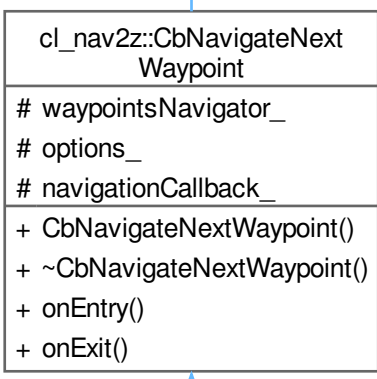 cl_nav2z::CbNavigateNext
Waypoint
# waypointsNavigator_
# options_
# navigationCallback_
+ CbNavigateNextWaypoint()
+ ~CbNavigateNextWaypoint()
+ onEntry()
+ onExit()